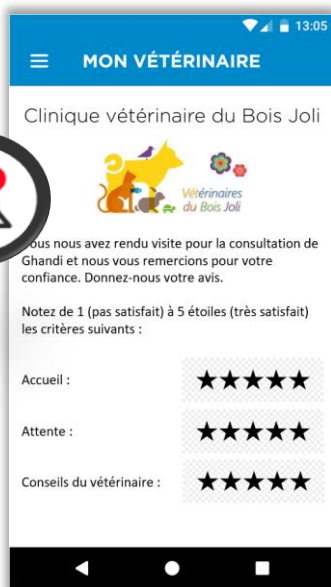 13:05
MON VÉTÉRINAIRE
Clinique vétérinaire du Bois Joli
Vétérinaires
du Bois Joli
ous nous avez rendu visite pour la consultation de
Ghandi et nous vous remercions pour votre
confiance. Donnez-nous votre avis.
Notez de 1 (pas satisfait) à 5 étoiles (très satisfait)
les critères suivants :
Accueil : ★★★★★
Attente : ★★★★★
Conseils du vétérinaire : ★★★★★